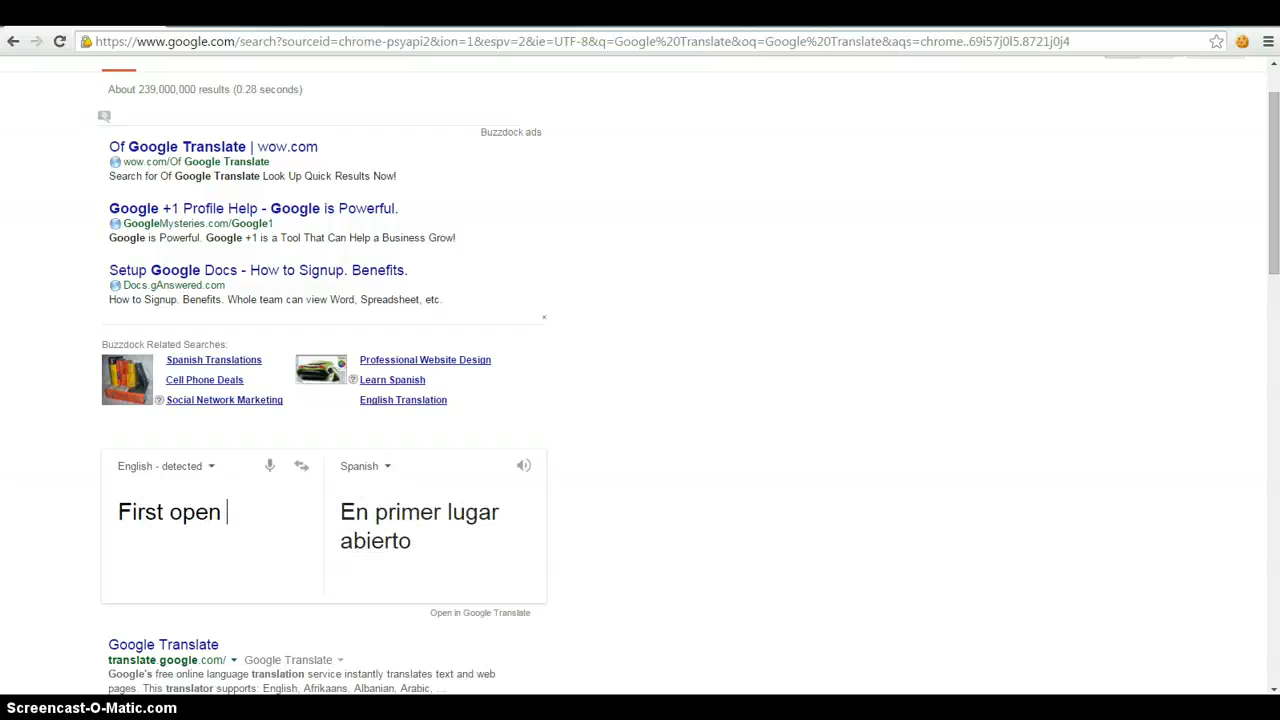 https://www.google.com/search?sourceid=chrome-psyapi2&ion=1&espv=2&ie=UTF-8&q=Google%20Translate&oq=Google%20Translate&aqs=chrome..69i57j0l5.8721j0j4
About 239,000,000 results (0.28 seconds)
Buzzdock ads
Of Google Translate | wow.com
wow.com/Of Google Translate
Search for Of Google Translate Look Up Quick Results Now!
Google +1 Profile Help - Google is Powerful.
GoogleMysteries.com/Google1
Google is Powerful. Google +1 is a Tool That Can Help a Business Grow!
Setup Google Docs - How to Signup. Benefits.
Docs.gAnswered.com
How to Signup. Benefits. Whole team can view Word, Spreadsheet, etc.
Buzzdock Related Searches:
Spanish Translations
Professional Website Design
Cell Phone Deals
Learn Spanish
Social Network Marketing
English Translation
English - detected
Spanish
First open
En primer lugar
abierto
Open in Google Translate
Google Translate
translate.google.com/ Google Translate
Google's free online language translation service instantly translates text and web
pages. This translator supports: English, Afrikaans, Albanian, Arabic, ...
Screencast-O-Matic.com